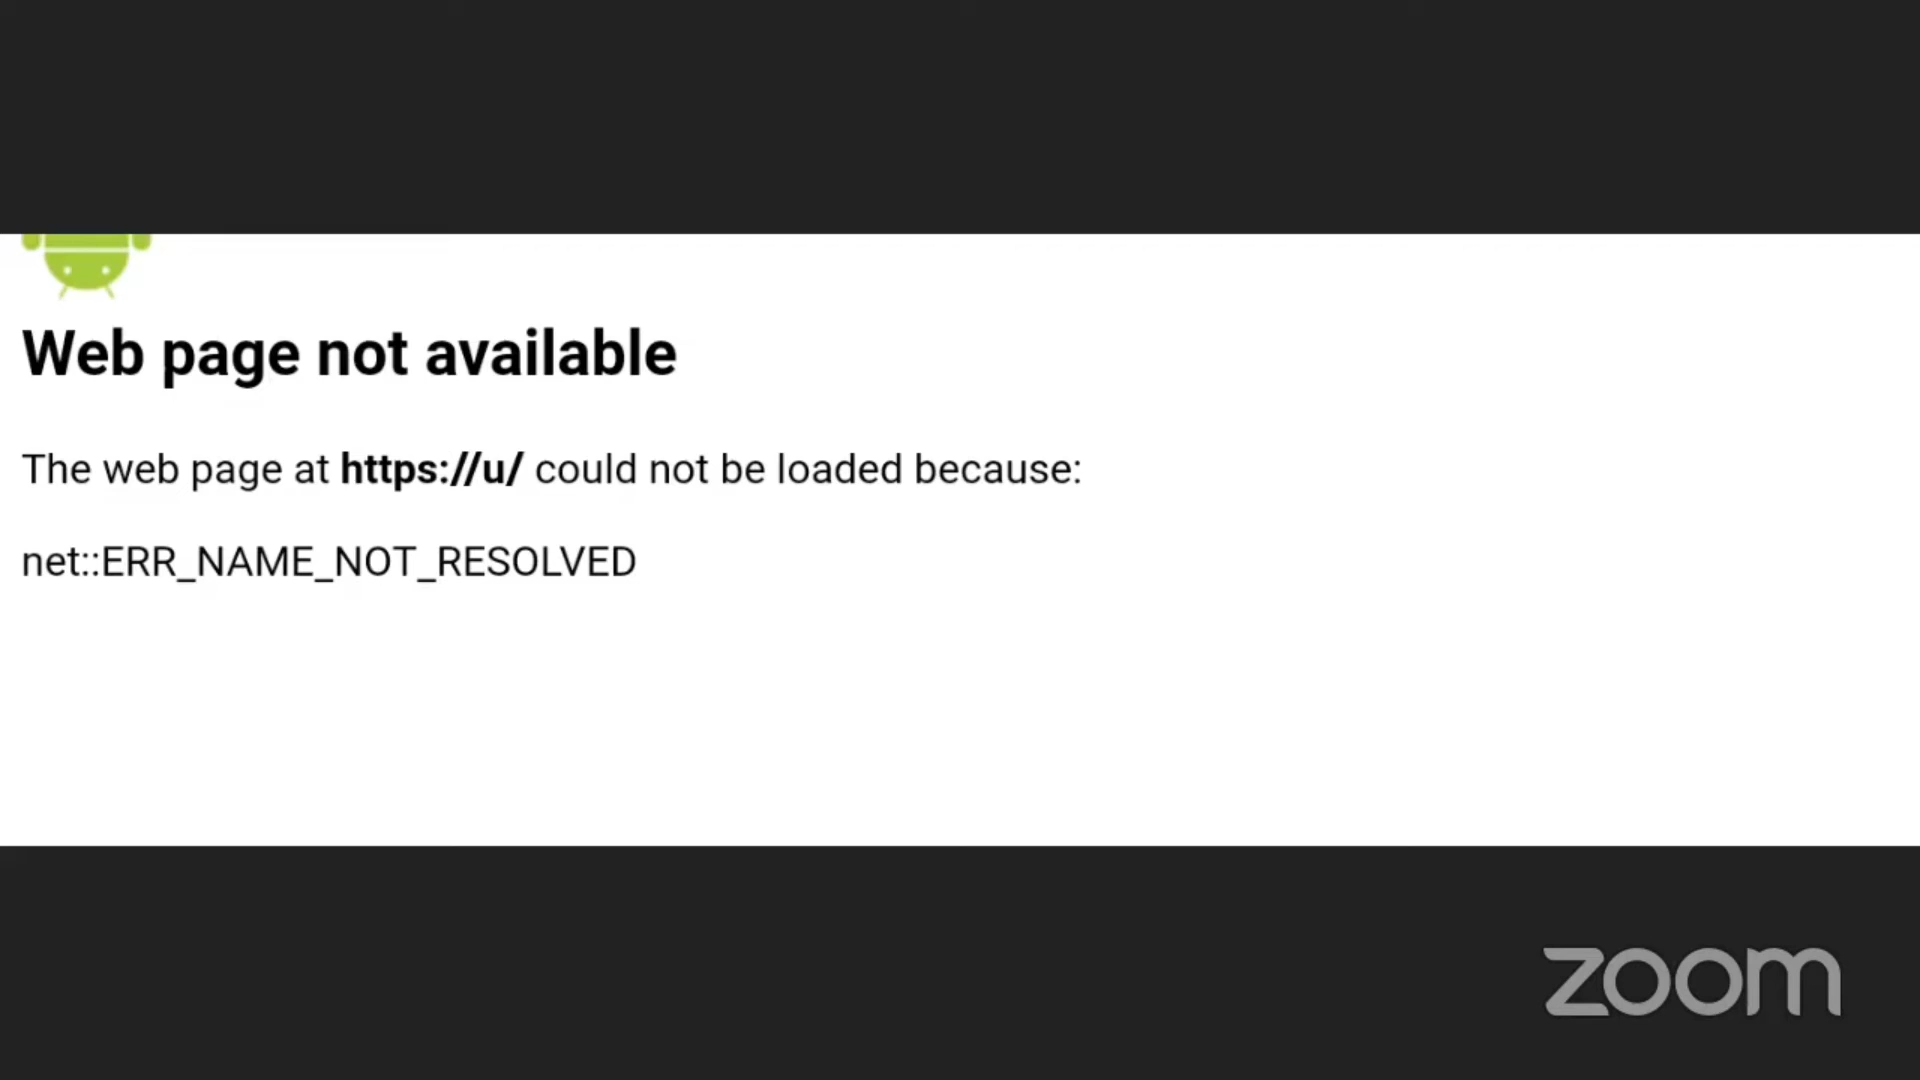 Web page not available
The web page at https://u/ could not be loaded because:
net::ERR_NAME_NOT_RESOLVED
zoom